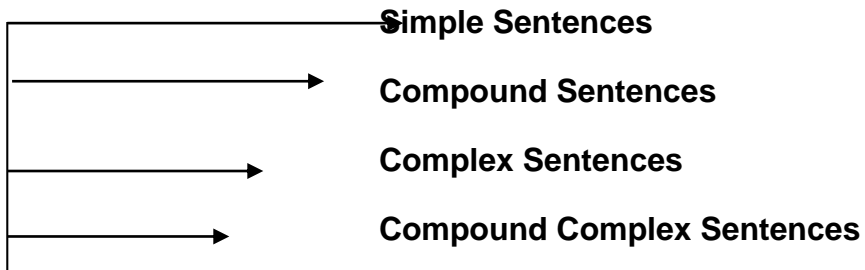 Simple Sentences
Compound Sentences
Complex Sentences
Compound Complex Sentences